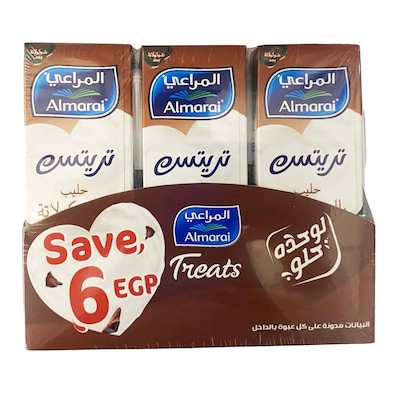 المراعي
Almarai
تريتس
حليب
المراعي
Almarai
تريتس
المراعي
Almarai
تريتس
حليب
Save
6 EGP
المراعي
Almarai
Treats
لوحده
حلو
البيانات مدونة على كل عبوة بالداخل